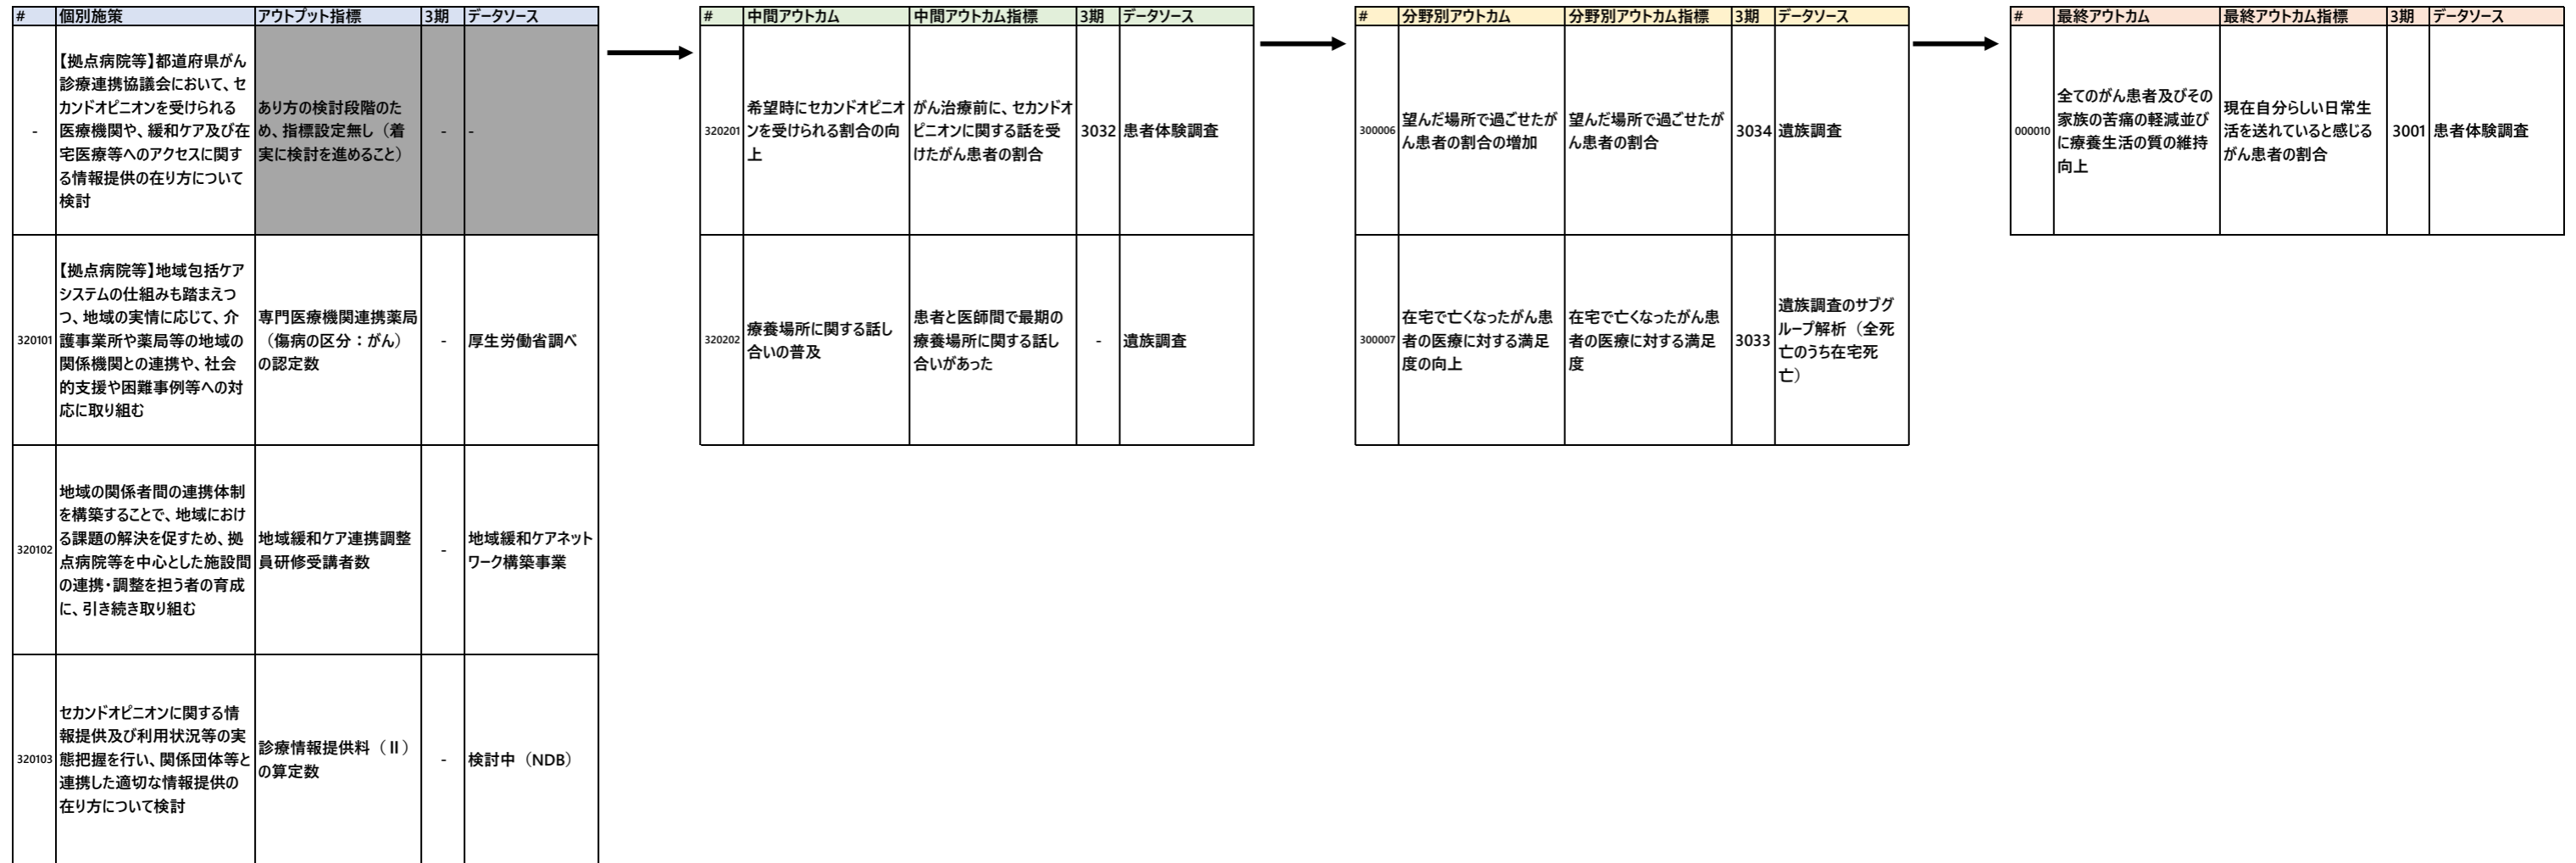 # 個別施策 アウトプット指標 3期 データソース
-
【拠点病院等】都道府県がん
診療連携協議会において、セ
カンドオピニオンを受けられる
医療機関や、緩和ケア及び在
宅医療等へのアクセスに関す
る情報提供の在り方について
検討
あり方の検討段階のた
め、指標設定無し（着
実に検討を進めること）
-
-
320101
【拠点病院等】地域包括ケア
システムの仕組みも踏まえつ
つ、地域の実情に応じて、介
護事業所や薬局等の地域の
関係機関との連携や、社会
的支援や困難事例等への対
応に取り組む
専門医療機関連携薬局
（傷病の区分：がん）
の認定数
-
厚生労働省調べ
320102
地域の関係者間の連携体制
を構築することで、地域におけ
る課題の解決を促すため、拠
点病院等を中心とした施設間
の連携・調整を担う者の育成
に、引き続き取り組む
地域緩和ケア連携調整
員研修受講者数
-
地域緩和ケアネット
ワーク構築事業
320103
セカンドオピニオンに関する情
報提供及び利用状況等の実
態把握を行い、関係団体等と
連携した適切な情報提供の
在り方について検討
診療情報提供料（Ⅱ）
の算定数
-
検討中（NDB）
# 中間アウトカム 中間アウトカム指標 3期 データソース
320201
希望時にセカンドオピニオ
ンを受けられる割合の向
上
がん治療前に、セカンドオ
ピニオンに関する話を受
けたがん患者の割合
3032
患者体験調査
320202
療養場所に関する話し
合いの普及
患者と医師間で最期の
療養場所に関する話し
合いがあった
-
遺族調査
# 分野別アウトカム 分野別アウトカム指標 3期 データソース
300006
望んだ場所で過ごせたが
ん患者の割合の増加
望んだ場所で過ごせたが
ん患者の割合
3034
遺族調査
300007
在宅で亡くなったがん患
者の医療に対する満足
度の向上
在宅で亡くなったがん患
者の医療に対する満足
度
3033
遺族調査のサブグ
ループ解析（全死
亡のうち在宅死
亡）
# 最終アウトカム 最終アウトカム指標 3期 データソース
000010
全てのがん患者及びその
家族の苦痛の軽減並び
に療養生活の質の維持
向上
現在自分らしい日常生
活を送れていると感じる
がん患者の割合
3001
患者体験調査